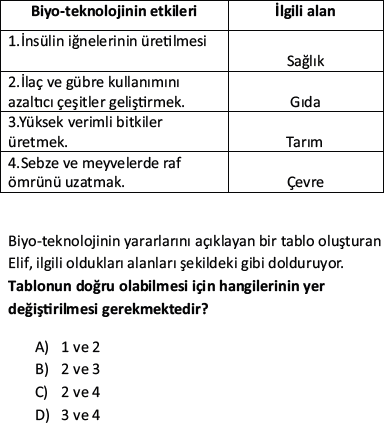 Biyo-teknolojinin etkileri İlgili alan
1.İnsülin iğnelerinin üretilmesi
Sağlık
2.İlaç ve gübre kullanımını
azaltıcı çeşitler geliştirmek. Gıda
3.Yüksek verimli bitkiler
üretmek. Tarım
4.Sebze ve meyvelerde raf
ömrünü uzatmak. Çevre
Biyo-teknolojinin yararlarını açıklayan bir tablo oluşturan
Elif, ilgili oldukları alanları şekildeki gibi dolduruyor.
Tablonun doğru olabilmesi için hangilerinin yer
değiştirilmesi gerekmektedir?
A) 1 ve 2
B) 2 ve 3
C) 2 ve 4
D) 3 ve 4